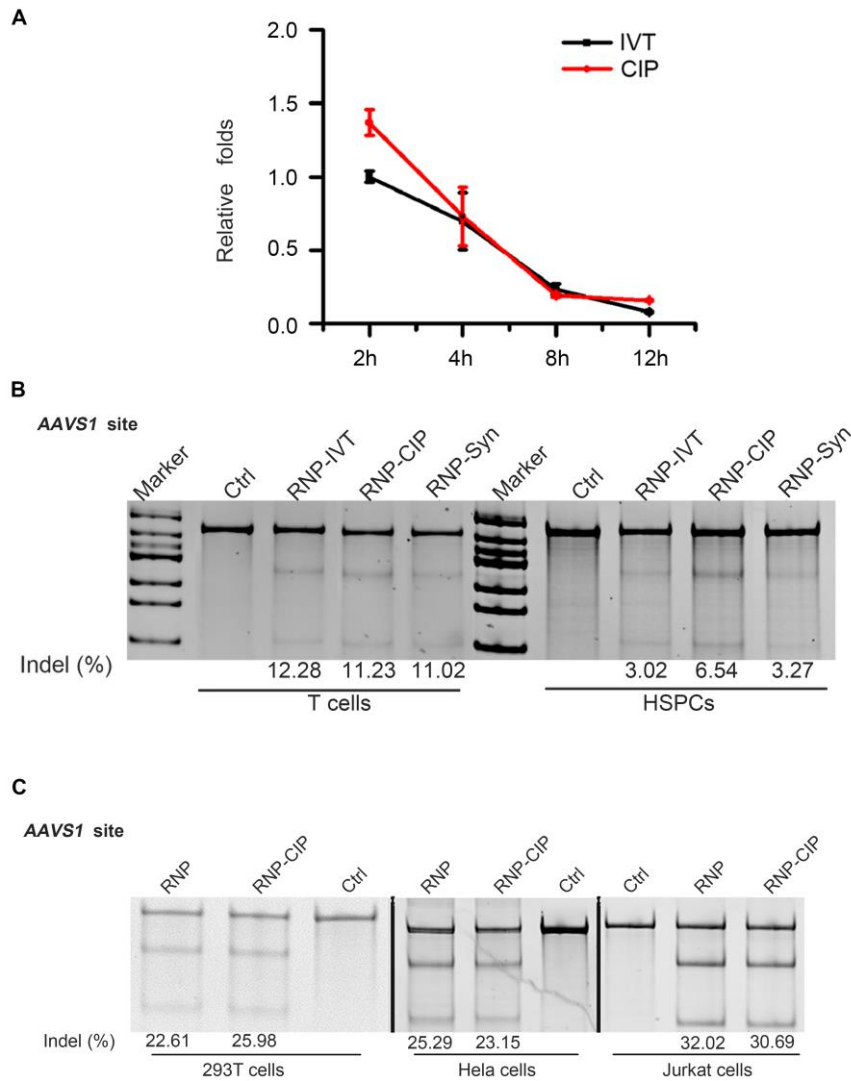 A
2.0
IVT
CIP
1.5
1.0
0.5
0.0
Relative folds
2h 4h 8h 12h
B
AAVS1 site
Marker Ctrl RNP-IVT RNP-CIP RNP-Syn Marker Ctrl RNP-IVT RNP-CIP RNP-Syn
Indel (%) 12.28 11.23 11.02 3.02 6.54 3.27
T cells HSPCs
C
AAVS1 site
RNP RNP-CIP Ctrl RNP RNP-CIP Ctrl Ctrl RNP RNP-CIP
Indel (%) 22.61 25.98 25.29 23.15 32.02 30.69
293T cells Hela cells Jurkat cells